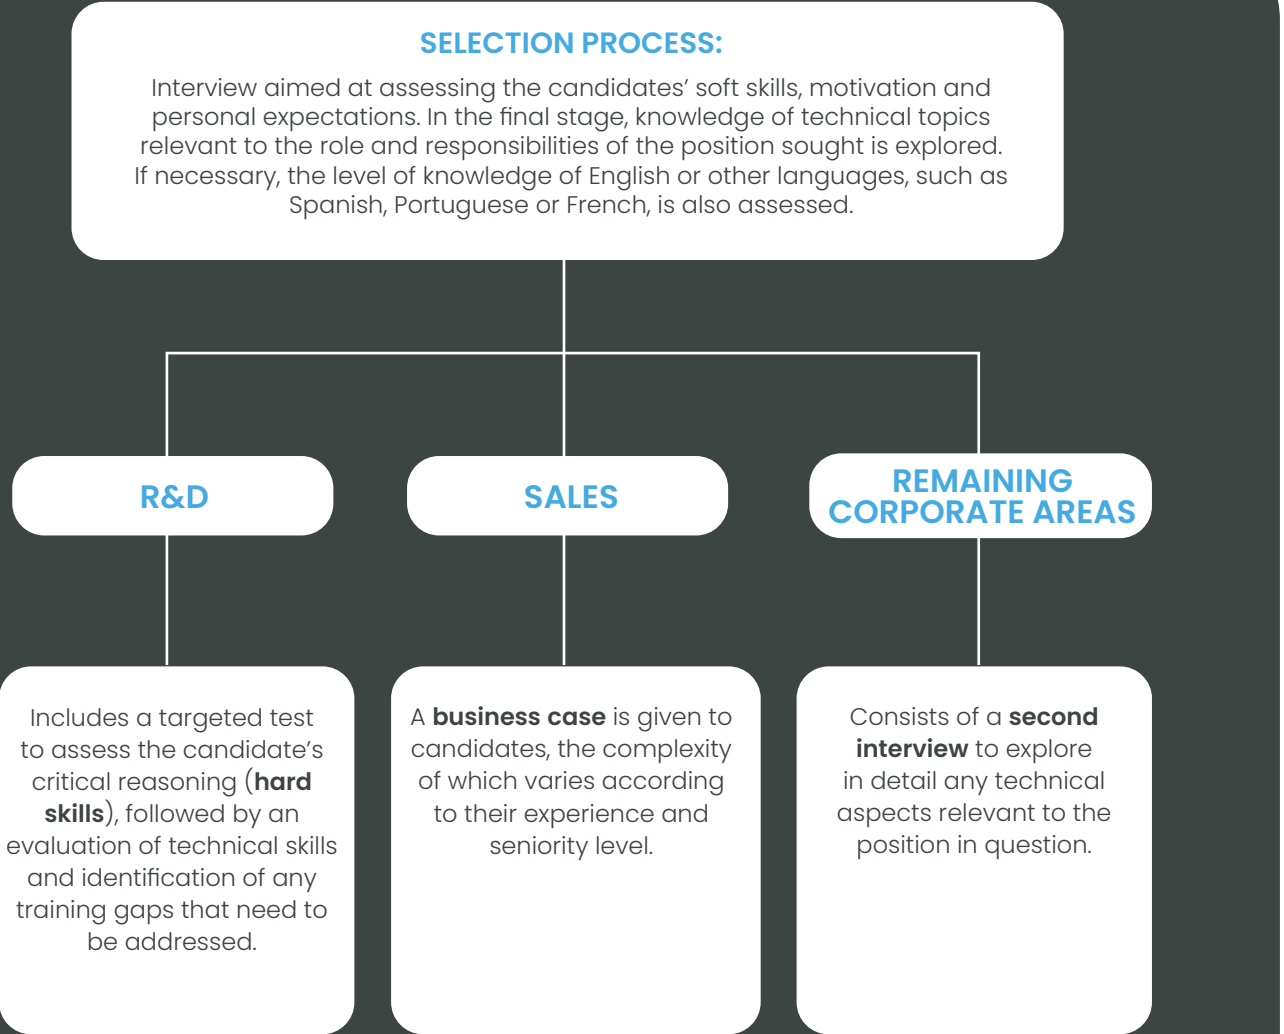 SELECTION PROCESS:
Interview aimed at assessing the candidates’ soft skills, motivation and
personal expectations. In the final stage, knowledge of technical topics
relevant to the role and responsibilities of the position sought is explored.
If necessary, the level of knowledge of English or other languages, such as
Spanish, Portuguese or French, is also assessed.
R&D
Includes a targeted test
to assess the candidate’s
critical reasoning (hard
skills), followed by an
evaluation of technical skills
and identification of any
training gaps that need to
be addressed.
SALES
A business case is given to
candidates, the complexity
of which varies according
to their experience and
seniority level.
REMAINING
CORPORATE AREAS
Consists of a second
interview to explore
in detail any technical
aspects relevant to the
position in question.